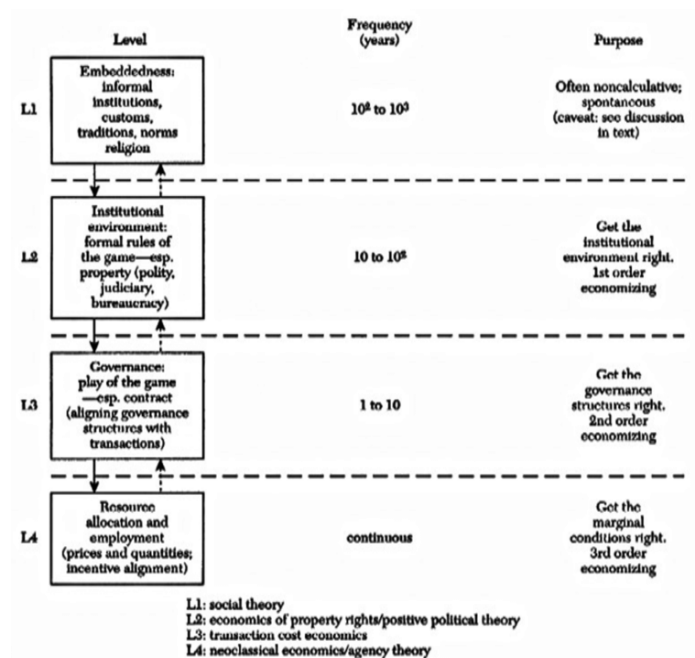 Level
Frequency
(years)
Purpose
L1
Embeddedness:
informal
institutions,
customs,
traditions, norms
religion
10² to 10³
Often noncalculative;
spontaneous
(caveat: see discussion
in text)
L2
Institutional
environment:
formal rules of
the game—esp.
property (polity,
judiciary,
bureaucracy)
10 to 10²
Get the
institutional
environment right.
1st order
economizing
L3
Governance:
play of the game
—esp. contract
(aligning governance
structures with
transactions)
1 to 10
Get the
governance
structures right.
2nd order
economizing
L4
Resource
allocation and
employment
(prices and quantities;
incentive alignment)
continuous
Get the
marginal
conditions right.
3rd order
economizing
L1: social theory
L2: economics of property rights/positive political theory
L3: transaction cost economics
L4: neoclassical economics/agency theory